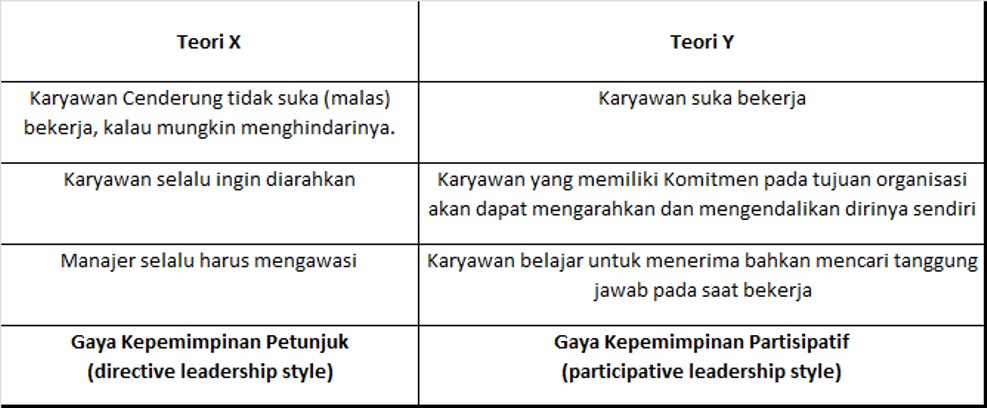 Teori X
Teori Y
Karyawan Cenderung tidak suka (malas)
bekerja, kalau mungkin menghindarinya.
Karyawan suka bekerja
Karyawan selalu ingin diarahkan
Karyawan yang memiliki Komitmen pada tujuan organisasi
akan dapat mengarahkan dan mengendalikan dirinya sendiri
Manajer selalu harus mengawasi
Karyawan belajar untuk menerima bahkan mencari tanggung
jawab pada saat bekerja
Gaya Kepemimpinan Petunjuk
(directive leadership style)
Gaya Kepemimpinan Partisipatif
(participative leadership style)